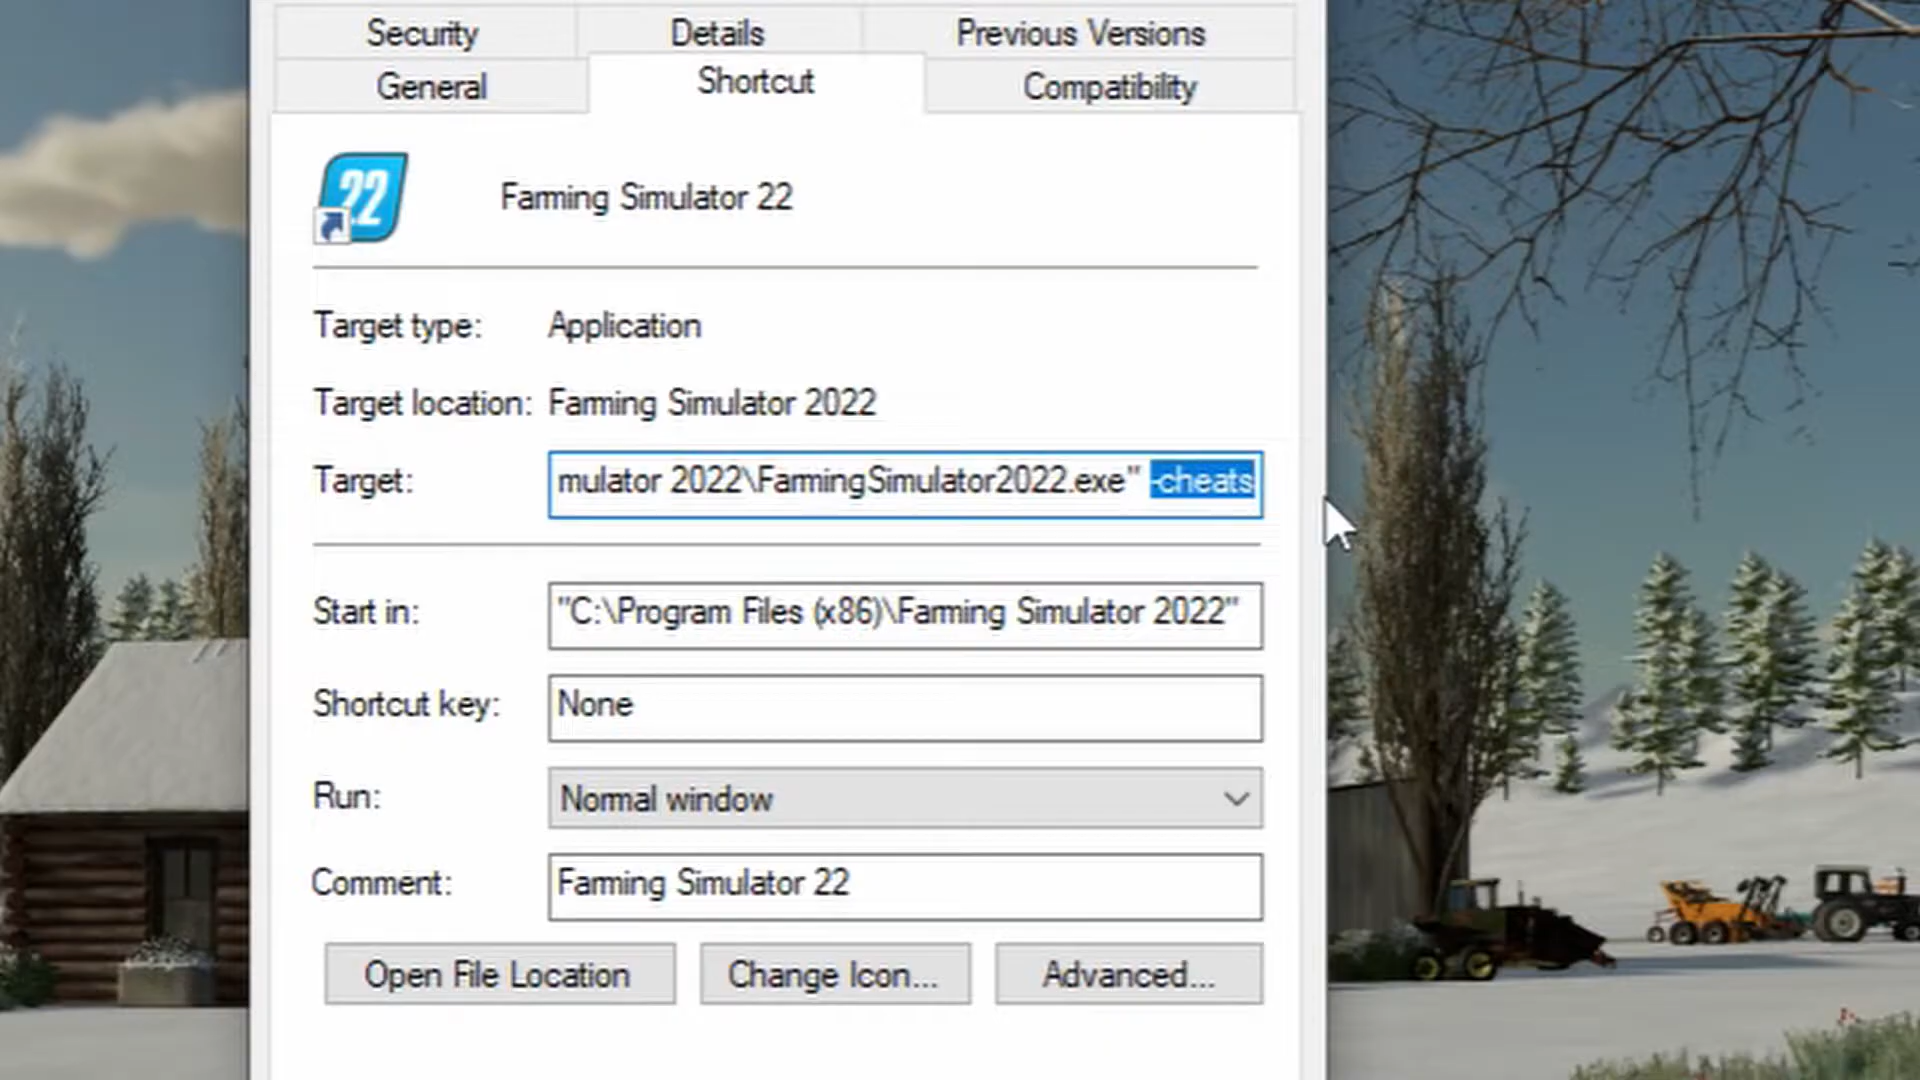 Security Details Previous Versions
General Shortcut Compatibility
22 Farming Simulator 22
Target type: Application
Target location: Farming Simulator 2022
Target: mulator 2022\FarmingSimulator2022.exe" -cheats
Start in: "C:\Program Files (x86)\Farming Simulator 2022"
Shortcut key: None
Run: Normal window
Comment: Farming Simulator 22
Open File Location Change Icon... Advanced...